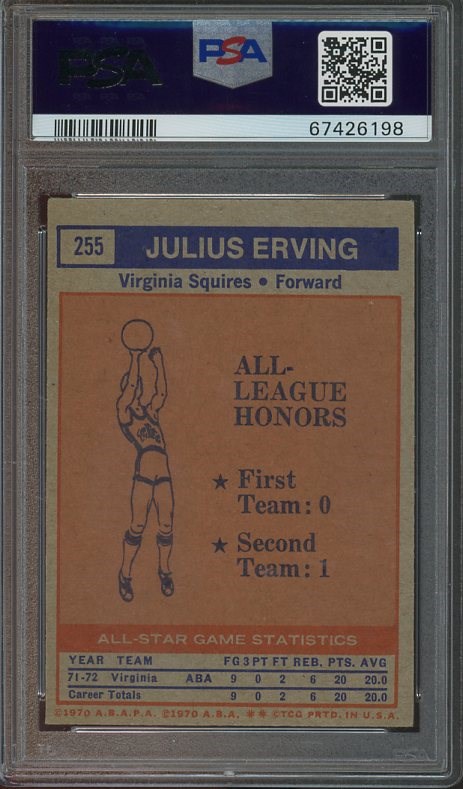 PSA
PSA
67426198
255 JULIUS ERVING
Virginia Squires • Forward
ALL-
LEAGUE
HONORS
★ First
Team: 0
★ Second
Team: 1
ALL-STAR GAME STATISTICS
YEAR TEAM FG 3PT FT REB. PTS. AVG
71-72 Virginia ABA 9 0 2 6 20 20.0
Career Totals 9 0 2 6 20 20.0
©1970 A.B.A.P.A. ©1970 A.B.A. ** ©TCG PRTD. IN U.S.A.